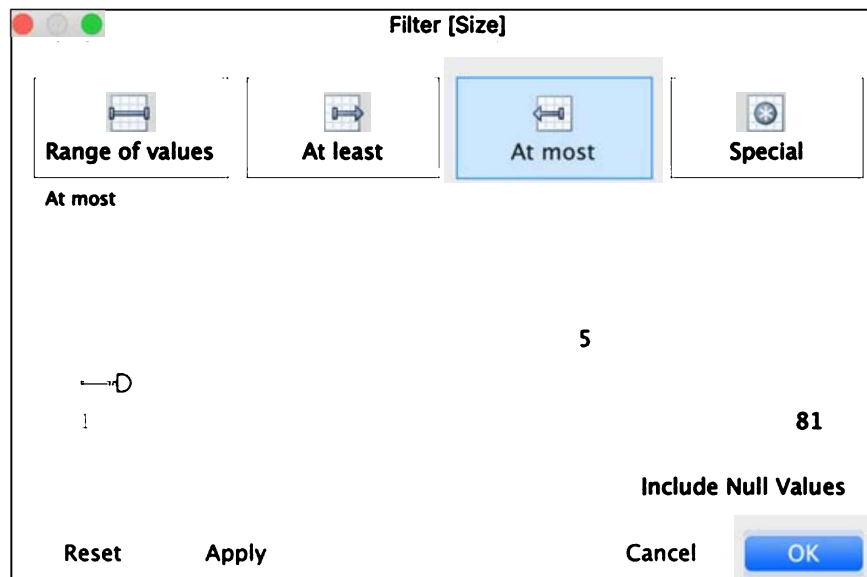 Filter [Size]
Range of values At least At most Special
At most
5
1 81
Include Null Values
Reset Apply Cancel OK